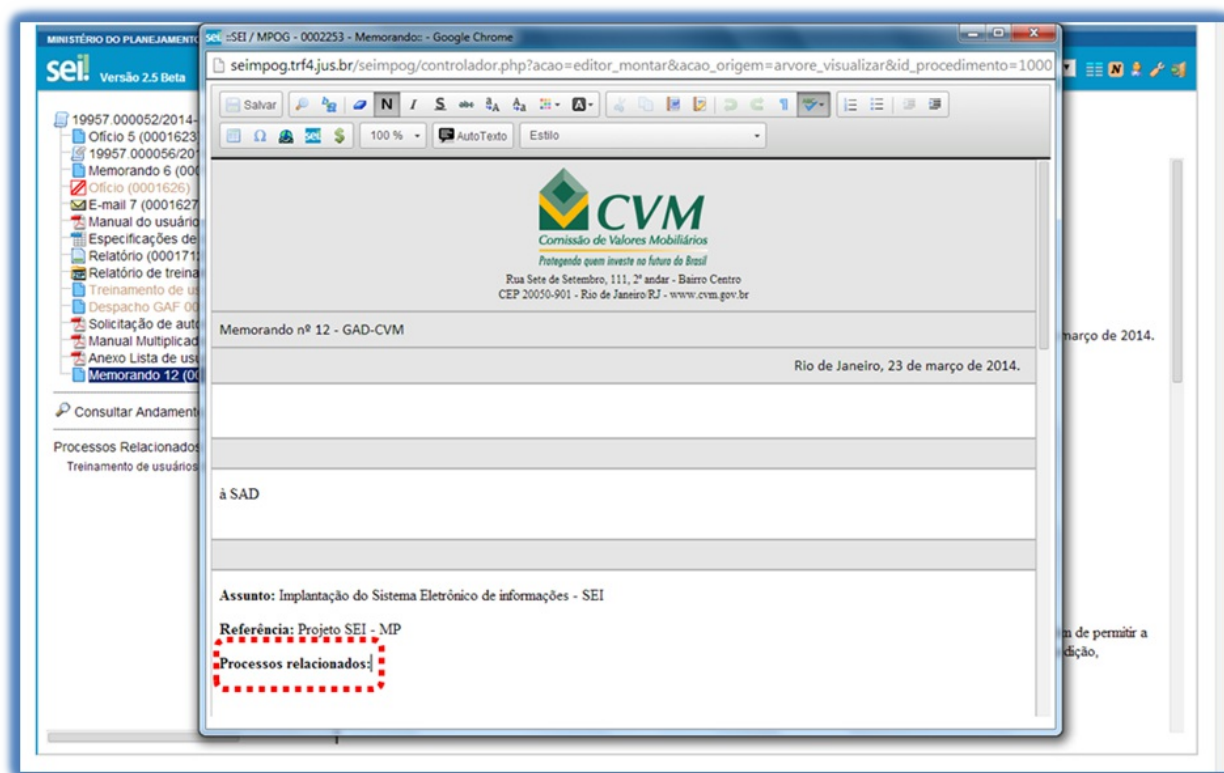 MINISTÉRIO DO PLANEJAMENTO
sei! Versão 2.5 Beta
19957.000052/2014-
Ofício 5 (0001623
19957.000056/20
Memorando 6 (000
Ofício (0001626)
E-mail 7 (0001627
Manual do usuário
Especificações de
Relatório (000171
Relatório de treina
Treinamento de us
Despacho GAF 00
Solicitação de auto
Manual Multiplicad
Anexo Lista de usu
Memorando 12 (00
Consultar Andament
Processos Relacionados
Treinamento de usuários
sei. ::SEI / MPOG - 0002253 - Memorando:: - Google Chrome
seimpog.trf4.jus.br/seimpog/controlador.php?acao=editor_montar&acao_origem=arvore_visualizar&id_procedimento=1000
Salvar N I S abc
100 % AutoTexto Estilo
CVM
Comissão de Valores Mobiliários
Protegendo quem investe no futuro do Brasil
Rua Sete de Setembro, 111, 2º andar - Bairro Centro
CEP 20050-901 - Rio de Janeiro/RJ - www.cvm.gov.br
Memorando nº 12 - GAD-CVM
Rio de Janeiro, 23 de março de 2014.
à SAD
Assunto: Implantação do Sistema Eletrônico de informações - SEI
Referência: Projeto SEI - MP
Processos relacionados:
março de 2014.
m de permitir a
dição,